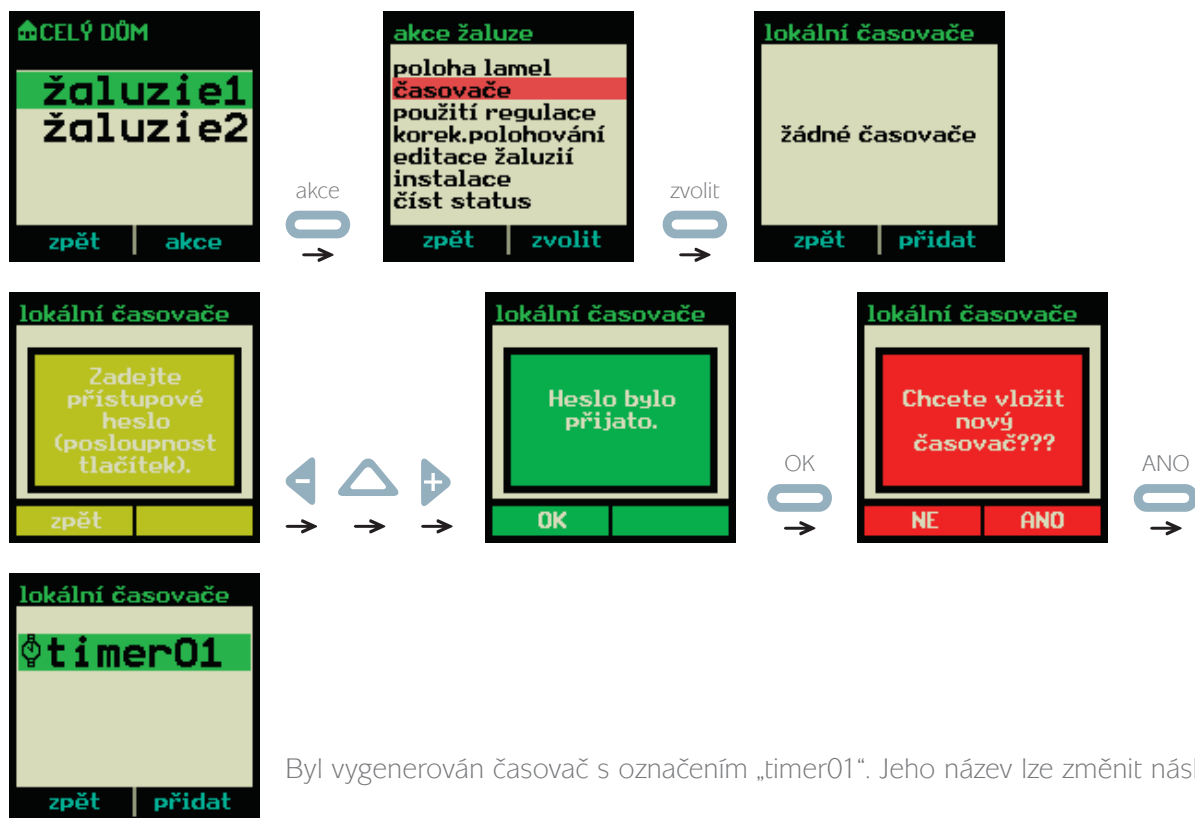 CELÝ DŮM
žaluzie1
žaluzie2
zpět akce
akce
akce žaluze
poloha lamel
časovače
použití regulace
korek.polohování
editace žaluzií
instalace
číst status
zpět zvolit
zvolit
lokální časovače
žádné časovače
zpět přidat
lokální časovače
Zadejte
přístupové
heslo
(posloupnost
tlačítek).
zpět
- +
lokální časovače
Heslo bylo
přijato.
OK
OK
lokální časovače
Chcete vložit
nový
časovač???
NE ANO
ANO
lokální časovače
timer01
zpět přidat
Byl vygenerován časovač s označením „timer01“. Jeho název lze změnit násl